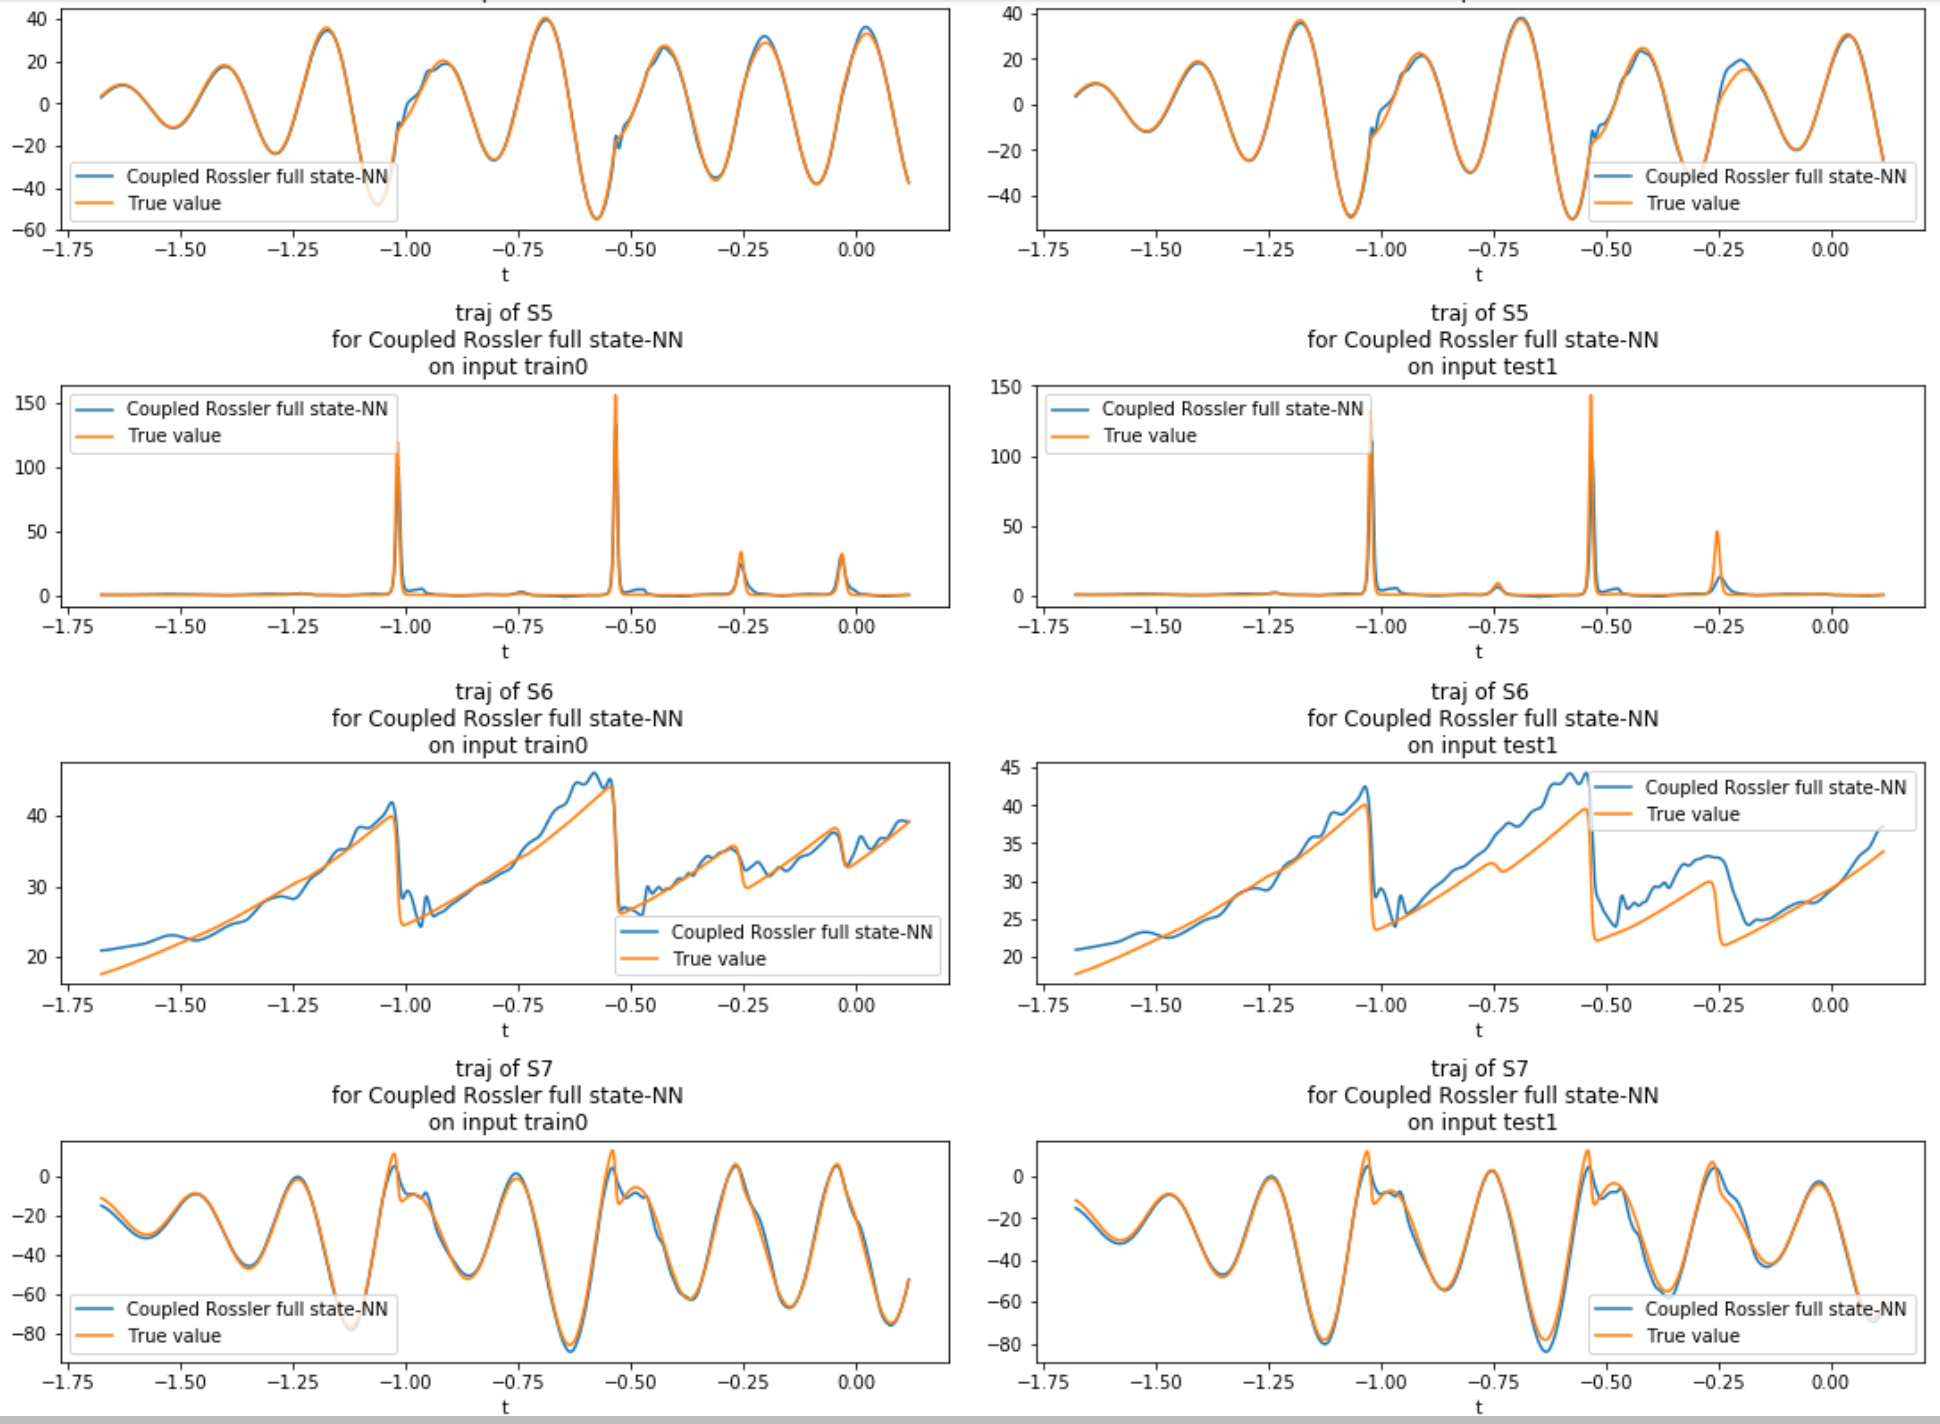 40
20
0
−20
−40
−60
Coupled Rossler full state-NN
True value
−1.75 −1.50 −1.25 −1.00 −0.75 −0.50 −0.25 0.00
t
40
20
0
−20
−40
Coupled Rossler full state-NN
True value
−1.75 −1.50 −1.25 −1.00 −0.75 −0.50 −0.25 0.00
t
traj of S5
for Coupled Rossler full state-NN
on input train0
150
100
50
0
Coupled Rossler full state-NN
True value
−1.75 −1.50 −1.25 −1.00 −0.75 −0.50 −0.25 0.00
t
traj of S5
for Coupled Rossler full state-NN
on input test1
150
100
50
0
Coupled Rossler full state-NN
True value
−1.75 −1.50 −1.25 −1.00 −0.75 −0.50 −0.25 0.00
t
traj of S6
for Coupled Rossler full state-NN
on input train0
40
30
20
Coupled Rossler full state-NN
True value
−1.75 −1.50 −1.25 −1.00 −0.75 −0.50 −0.25 0.00
t
traj of S6
for Coupled Rossler full state-NN
on input test1
45
40
35
30
25
20
Coupled Rossler full state-NN
True value
−1.75 −1.50 −1.25 −1.00 −0.75 −0.50 −0.25 0.00
t
traj of S7
for Coupled Rossler full state-NN
on input train0
0
−20
−40
−60
−80
Coupled Rossler full state-NN
True value
−1.75 −1.50 −1.25 −1.00 −0.75 −0.50 −0.25 0.00
t
traj of S7
for Coupled Rossler full state-NN
on input test1
0
−20
−40
−60
−80
Coupled Rossler full state-NN
True value
−1.75 −1.50 −1.25 −1.00 −0.75 −0.50 −0.25 0.00
t